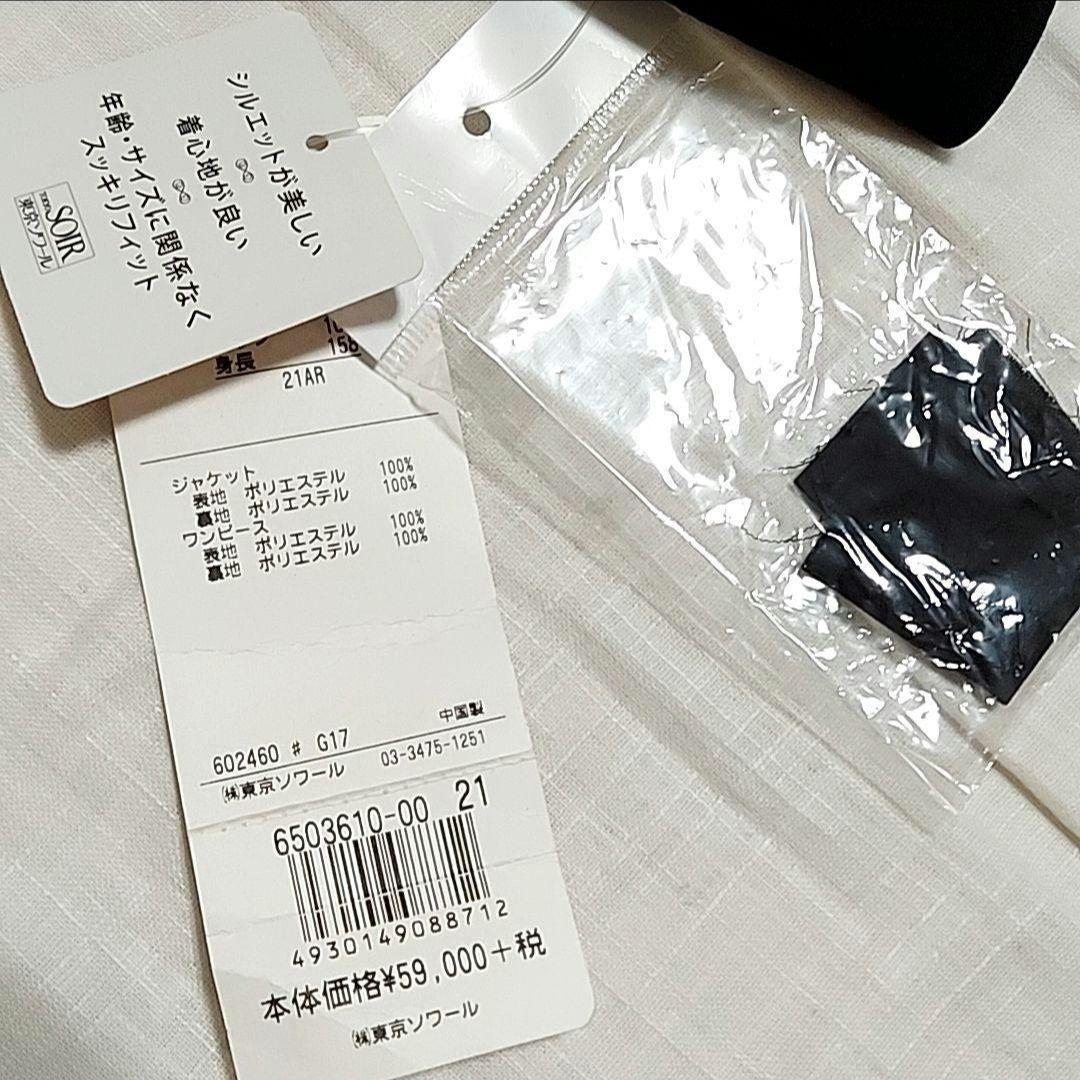 シルエットが美しい
着心地が良い
年齢・サイズに関係なく
スッキリフィット
TOKYO SOIR
東京ソワール
身長 158
21AR
ジャケット
表地 ポリエステル 100%
裏地 ポリエステル 100%
ワンピース
表地 ポリエステル 100%
裏地 ポリエステル 100%
中国製
602460 # G17
㈱東京ソワール 03-3475-1251
6503610-00 21
4930149088712
本体価格¥59,000+税
㈱東京ソワール